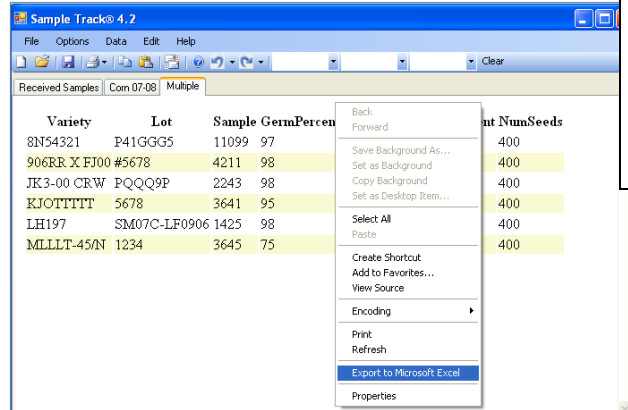 Sample Track® 4.2
File Options Data Edit Help
Clear
Received Samples Corn 07-08 Multiple
Variety Lot Sample GermPercen nt NumSeeds
8N54321 P41GGG5 11099 97 400
906RR X FJ00 #5678 4211 98 400
JK3-00 CRW PQQQ9P 2243 98 400
KJOTTTTT 5678 3641 95 400
LH197 SM07C-LF0906 1425 98 400
MLLLT-45/N 1234 3645 75 400
Back
Forward
Save Background As...
Set as Background
Copy Background
Set as Desktop Item...
Select All
Paste
Create Shortcut
Add to Favorites...
View Source
Encoding
Print
Refresh
Export to Microsoft Excel
Properties